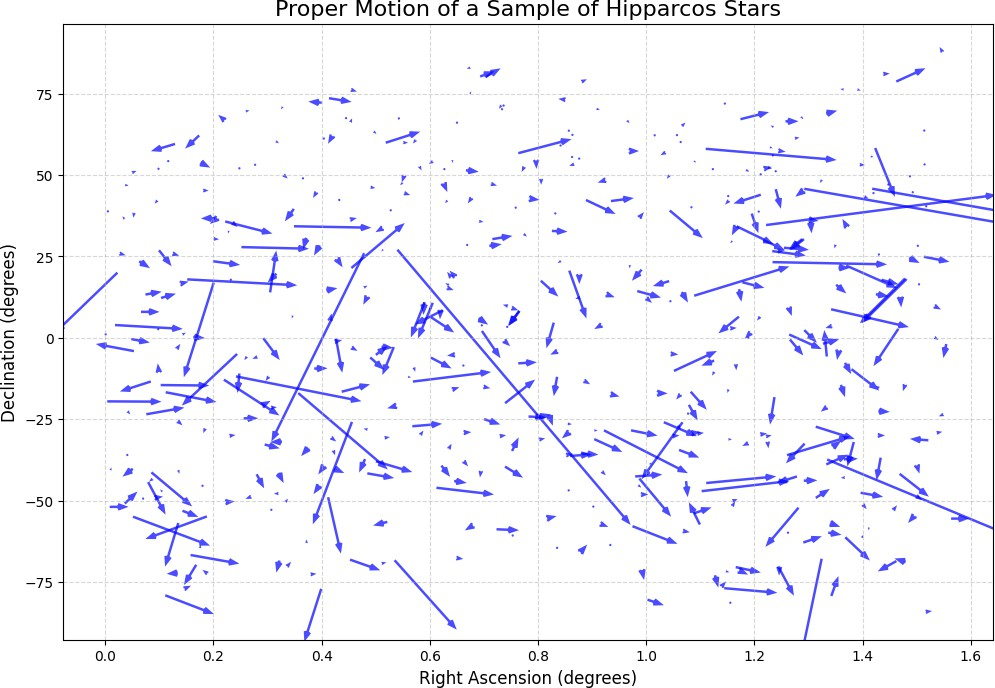 Proper Motion of a Sample of Hipparcos Stars
Declination (degrees)
75
50
25
0
−25
−50
−75
0.0 0.2 0.4 0.6 0.8 1.0 1.2 1.4 1.6
Right Ascension (degrees)